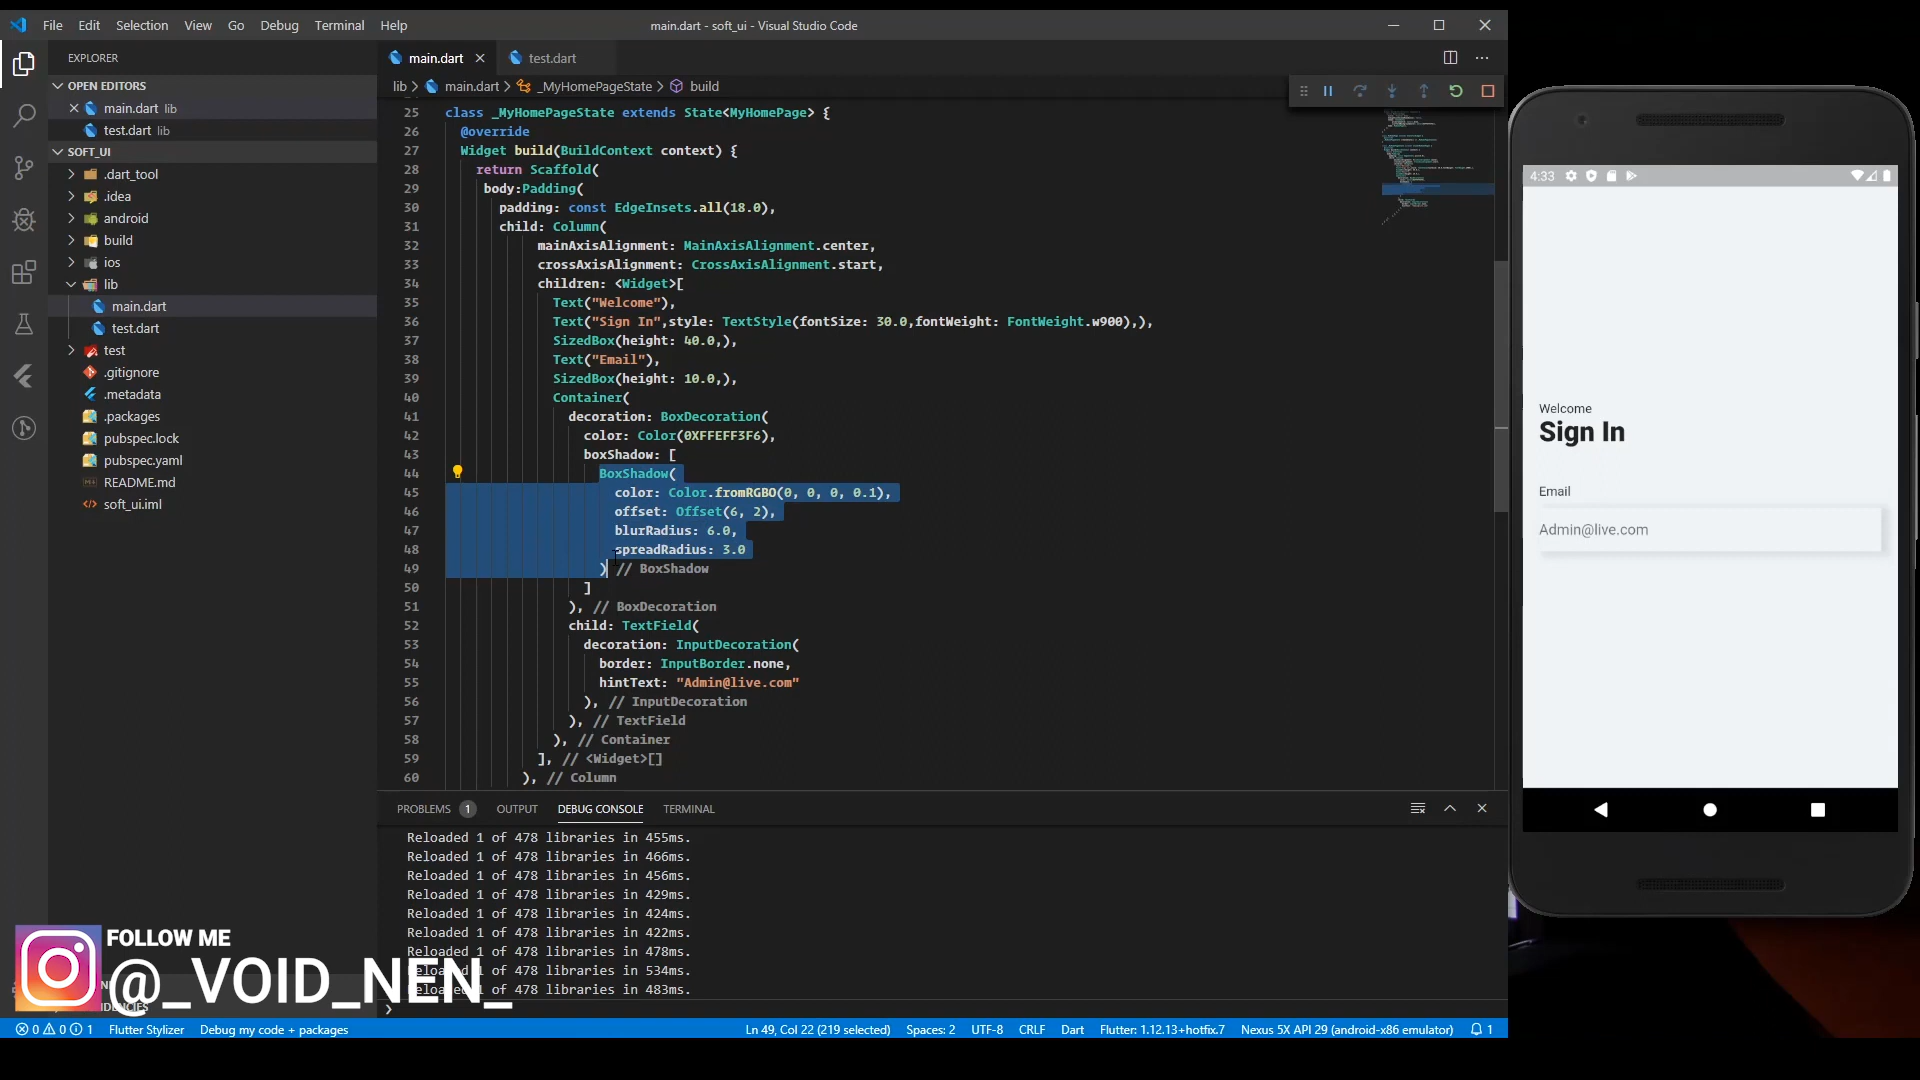 File Edit Selection View Go Debug Terminal Help
main.dart - soft_ui - Visual Studio Code
EXPLORER
OPEN EDITORS
main.dart lib
test.dart lib
SOFT_UI
.dart_tool
.idea
android
build
ios
lib
main.dart
test.dart
test
.gitignore
.metadata
.packages
pubspec.lock
pubspec.yaml
README.md
soft_ui.iml
main.dart
test.dart
lib > main.dart > _MyHomePageState > build
25 class _MyHomePageState extends State<MyHomePage> {
26 @override
27 Widget build(BuildContext context) {
28 return Scaffold(
29 body:Padding(
30 padding: const EdgeInsets.all(18.0),
31 child: Column(
32 mainAxisAlignment: MainAxisAlignment.center,
33 crossAxisAlignment: CrossAxisAlignment.start,
34 children: <Widget>[
35 Text("Welcome"),
36 Text("Sign In",style: TextStyle(fontSize: 30.0,fontWeight: FontWeight.w900),),
37 SizedBox(height: 40.0,),
38 Text("Email"),
39 SizedBox(height: 10.0,),
40 Container(
41 decoration: BoxDecoration(
42 color: Color(0XFFEFF3F6),
43 boxShadow: [
44 BoxShadow(
45 color: Color.fromRGBO(0, 0, 0, 0.1),
46 offset: Offset(6, 2),
47 blurRadius: 6.0,
48 spreadRadius: 3.0
49 ) // BoxShadow
50 ]
51 ), // BoxDecoration
52 child: TextField(
53 decoration: InputDecoration(
54 border: InputBorder.none,
55 hintText: "Admin@live.com"
56 ), // InputDecoration
57 ), // TextField
58 ), // Container
59 ], // <Widget>[]
60 ), // Column
PROBLEMS 1 OUTPUT DEBUG CONSOLE TERMINAL
Reloaded 1 of 478 libraries in 455ms.
Reloaded 1 of 478 libraries in 466ms.
Reloaded 1 of 478 libraries in 456ms.
Reloaded 1 of 478 libraries in 429ms.
Reloaded 1 of 478 libraries in 424ms.
Reloaded 1 of 478 libraries in 422ms.
Reloaded 1 of 478 libraries in 478ms.
1 of 478 libraries in 534ms.
1 of 478 libraries in 483ms.
FOLLOW ME
@_VOID_NEN_
0 0 1 Flutter Stylizer Debug my code + packages
Ln 49, Col 22 (219 selected) Spaces: 2 UTF-8 CRLF Dart Flutter: 1.12.13+hotfix.7 Nexus 5X API 29 (android-x86 emulator) 1
4:33
Welcome
Sign In
Email
Admin@live.com